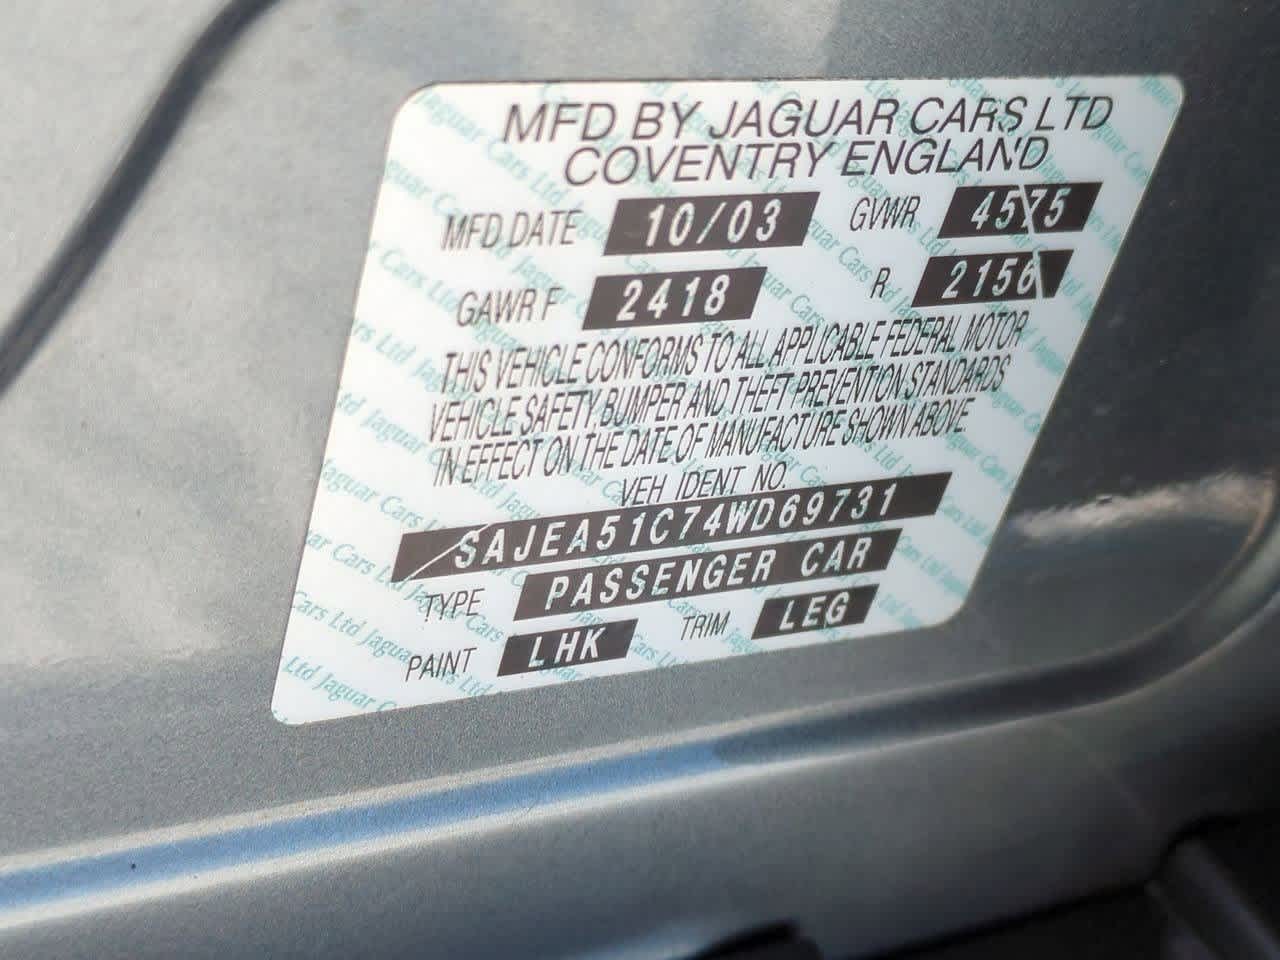 MFD BY JAGUAR CARS LTD
COVENTRY ENGLAND
MFD DATE 10/03 GVWR 4575
GAWR F 2418 R 2156
THIS VEHICLE CONFORMS TO ALL APPLICABLE FEDERAL MOTOR
VEHICLE SAFETY, BUMPER AND THEFT PREVENTION STANDARDS
IN EFFECT ON THE DATE OF MANUFACTURE SHOWN ABOVE
VEH IDENT NO.
SAJEA51C74WD69731
TYPE PASSENGER CAR
PAINT LHK TRIM LEG